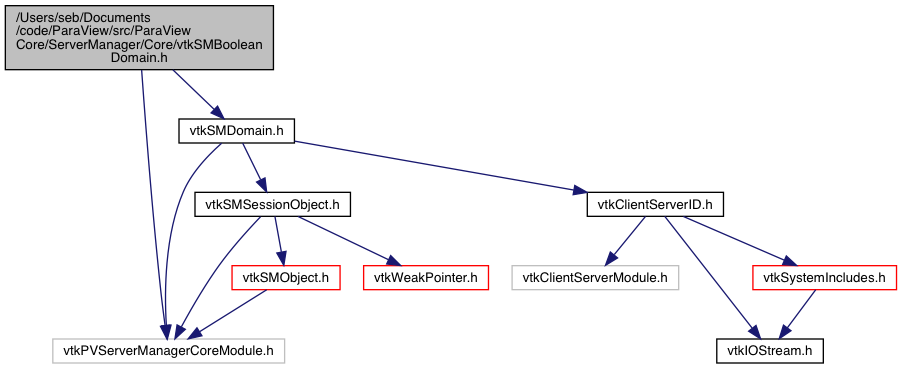 /Users/seb/Documents
/code/ParaView/src/ParaView
Core/ServerManager/Core/vtkSMBoolean
Domain.h
vtkSMDomain.h
vtkSMSessionObject.h
vtkClientServerID.h
vtkSMObject.h
vtkWeakPointer.h
vtkClientServerModule.h
vtkSystemIncludes.h
vtkPVServerManagerCoreModule.h
vtkIOStream.h